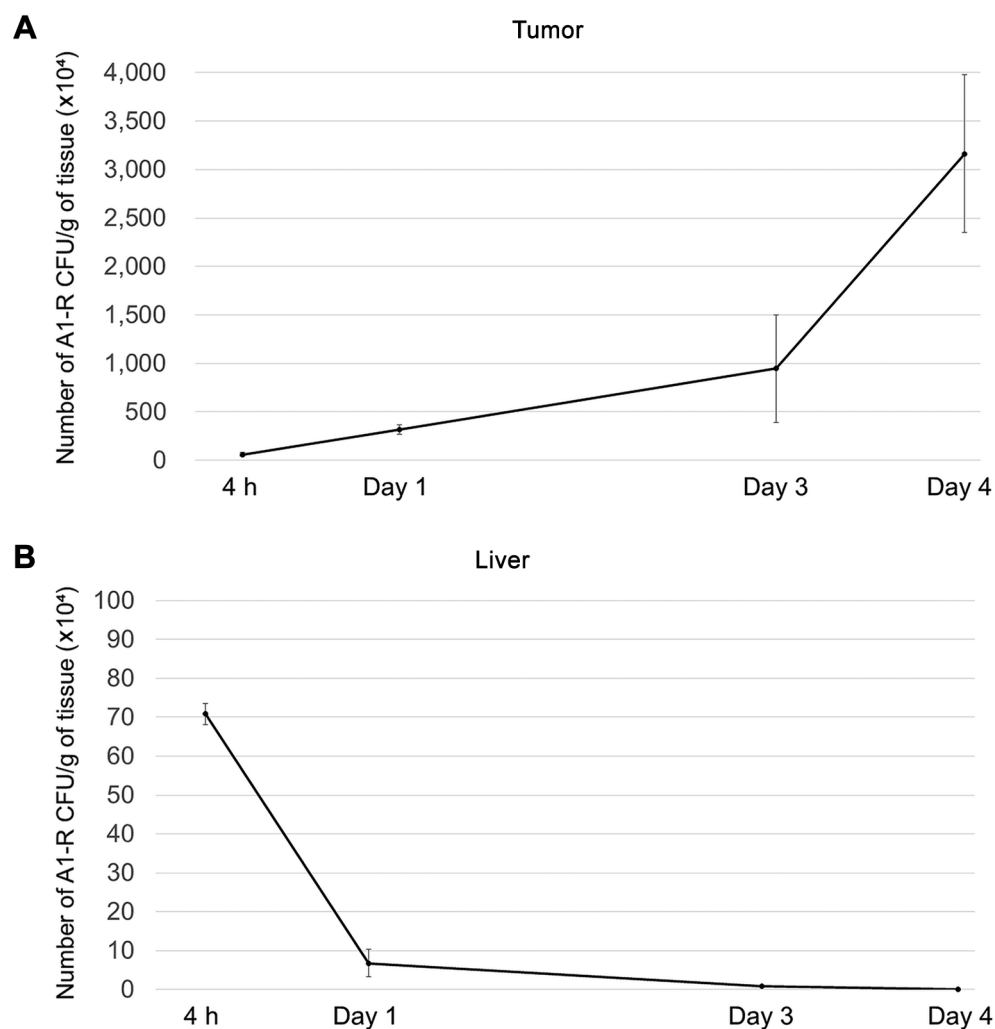 A
Tumor
Number of A1-R CFU/g of tissue (x10⁴)
4,000
3,500
3,000
2,500
2,000
1,500
1,000
500
0
4 h Day 1 Day 3 Day 4
B
Liver
Number of A1-R CFU/g of tissue (x10⁴)
100
90
80
70
60
50
40
30
20
10
0
4 h Day 1 Day 3 Day 4